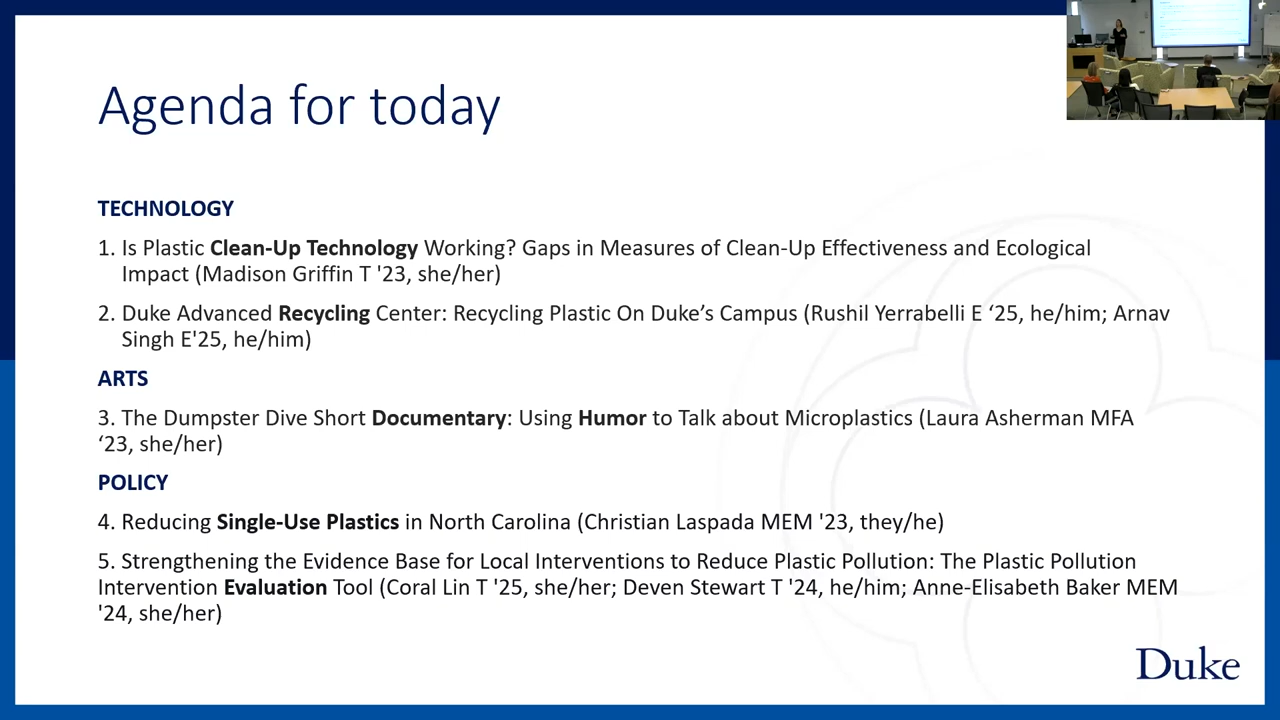 Agenda for today
TECHNOLOGY
1. Is Plastic Clean-Up Technology Working? Gaps in Measures of Clean-Up Effectiveness and Ecological
Impact (Madison Griffin T '23, she/her)
2. Duke Advanced Recycling Center: Recycling Plastic On Duke’s Campus (Rushil Yerrabelli E ‘25, he/him; Arnav
Singh E'25, he/him)
ARTS
3. The Dumpster Dive Short Documentary: Using Humor to Talk about Microplastics (Laura Asherman MFA
‘23, she/her)
POLICY
4. Reducing Single-Use Plastics in North Carolina (Christian Laspada MEM '23, they/he)
5. Strengthening the Evidence Base for Local Interventions to Reduce Plastic Pollution: The Plastic Pollution
Intervention Evaluation Tool (Coral Lin T '25, she/her; Deven Stewart T '24, he/him; Anne-Elisabeth Baker MEM
'24, she/her)
Duke